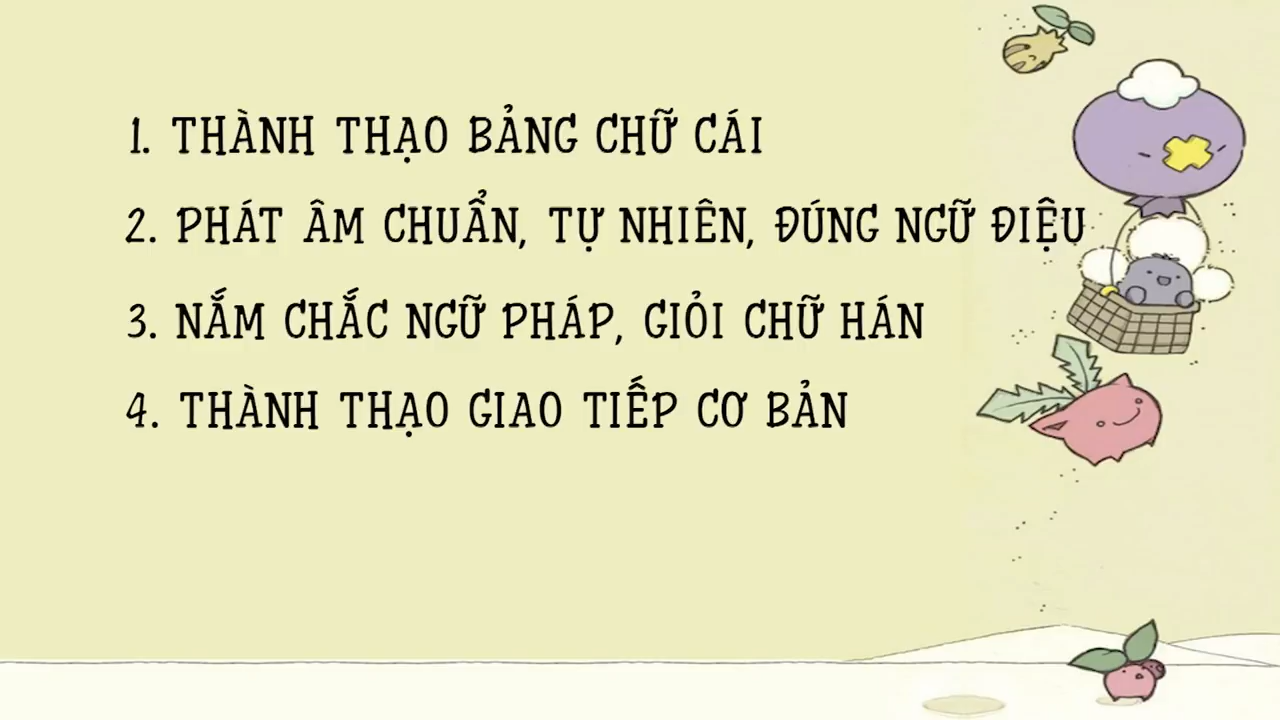 1. THÀNH THẠO BẢNG CHỮ CÁI
2. PHÁT ÂM CHUẨN, TỰ NHIÊN, ĐÚNG NGỮ ĐIỆU
3. NẮM CHẮC NGỮ PHÁP, GIỎI CHỮ HÁN
4. THÀNH THẠO GIAO TIẾP CƠ BẢN